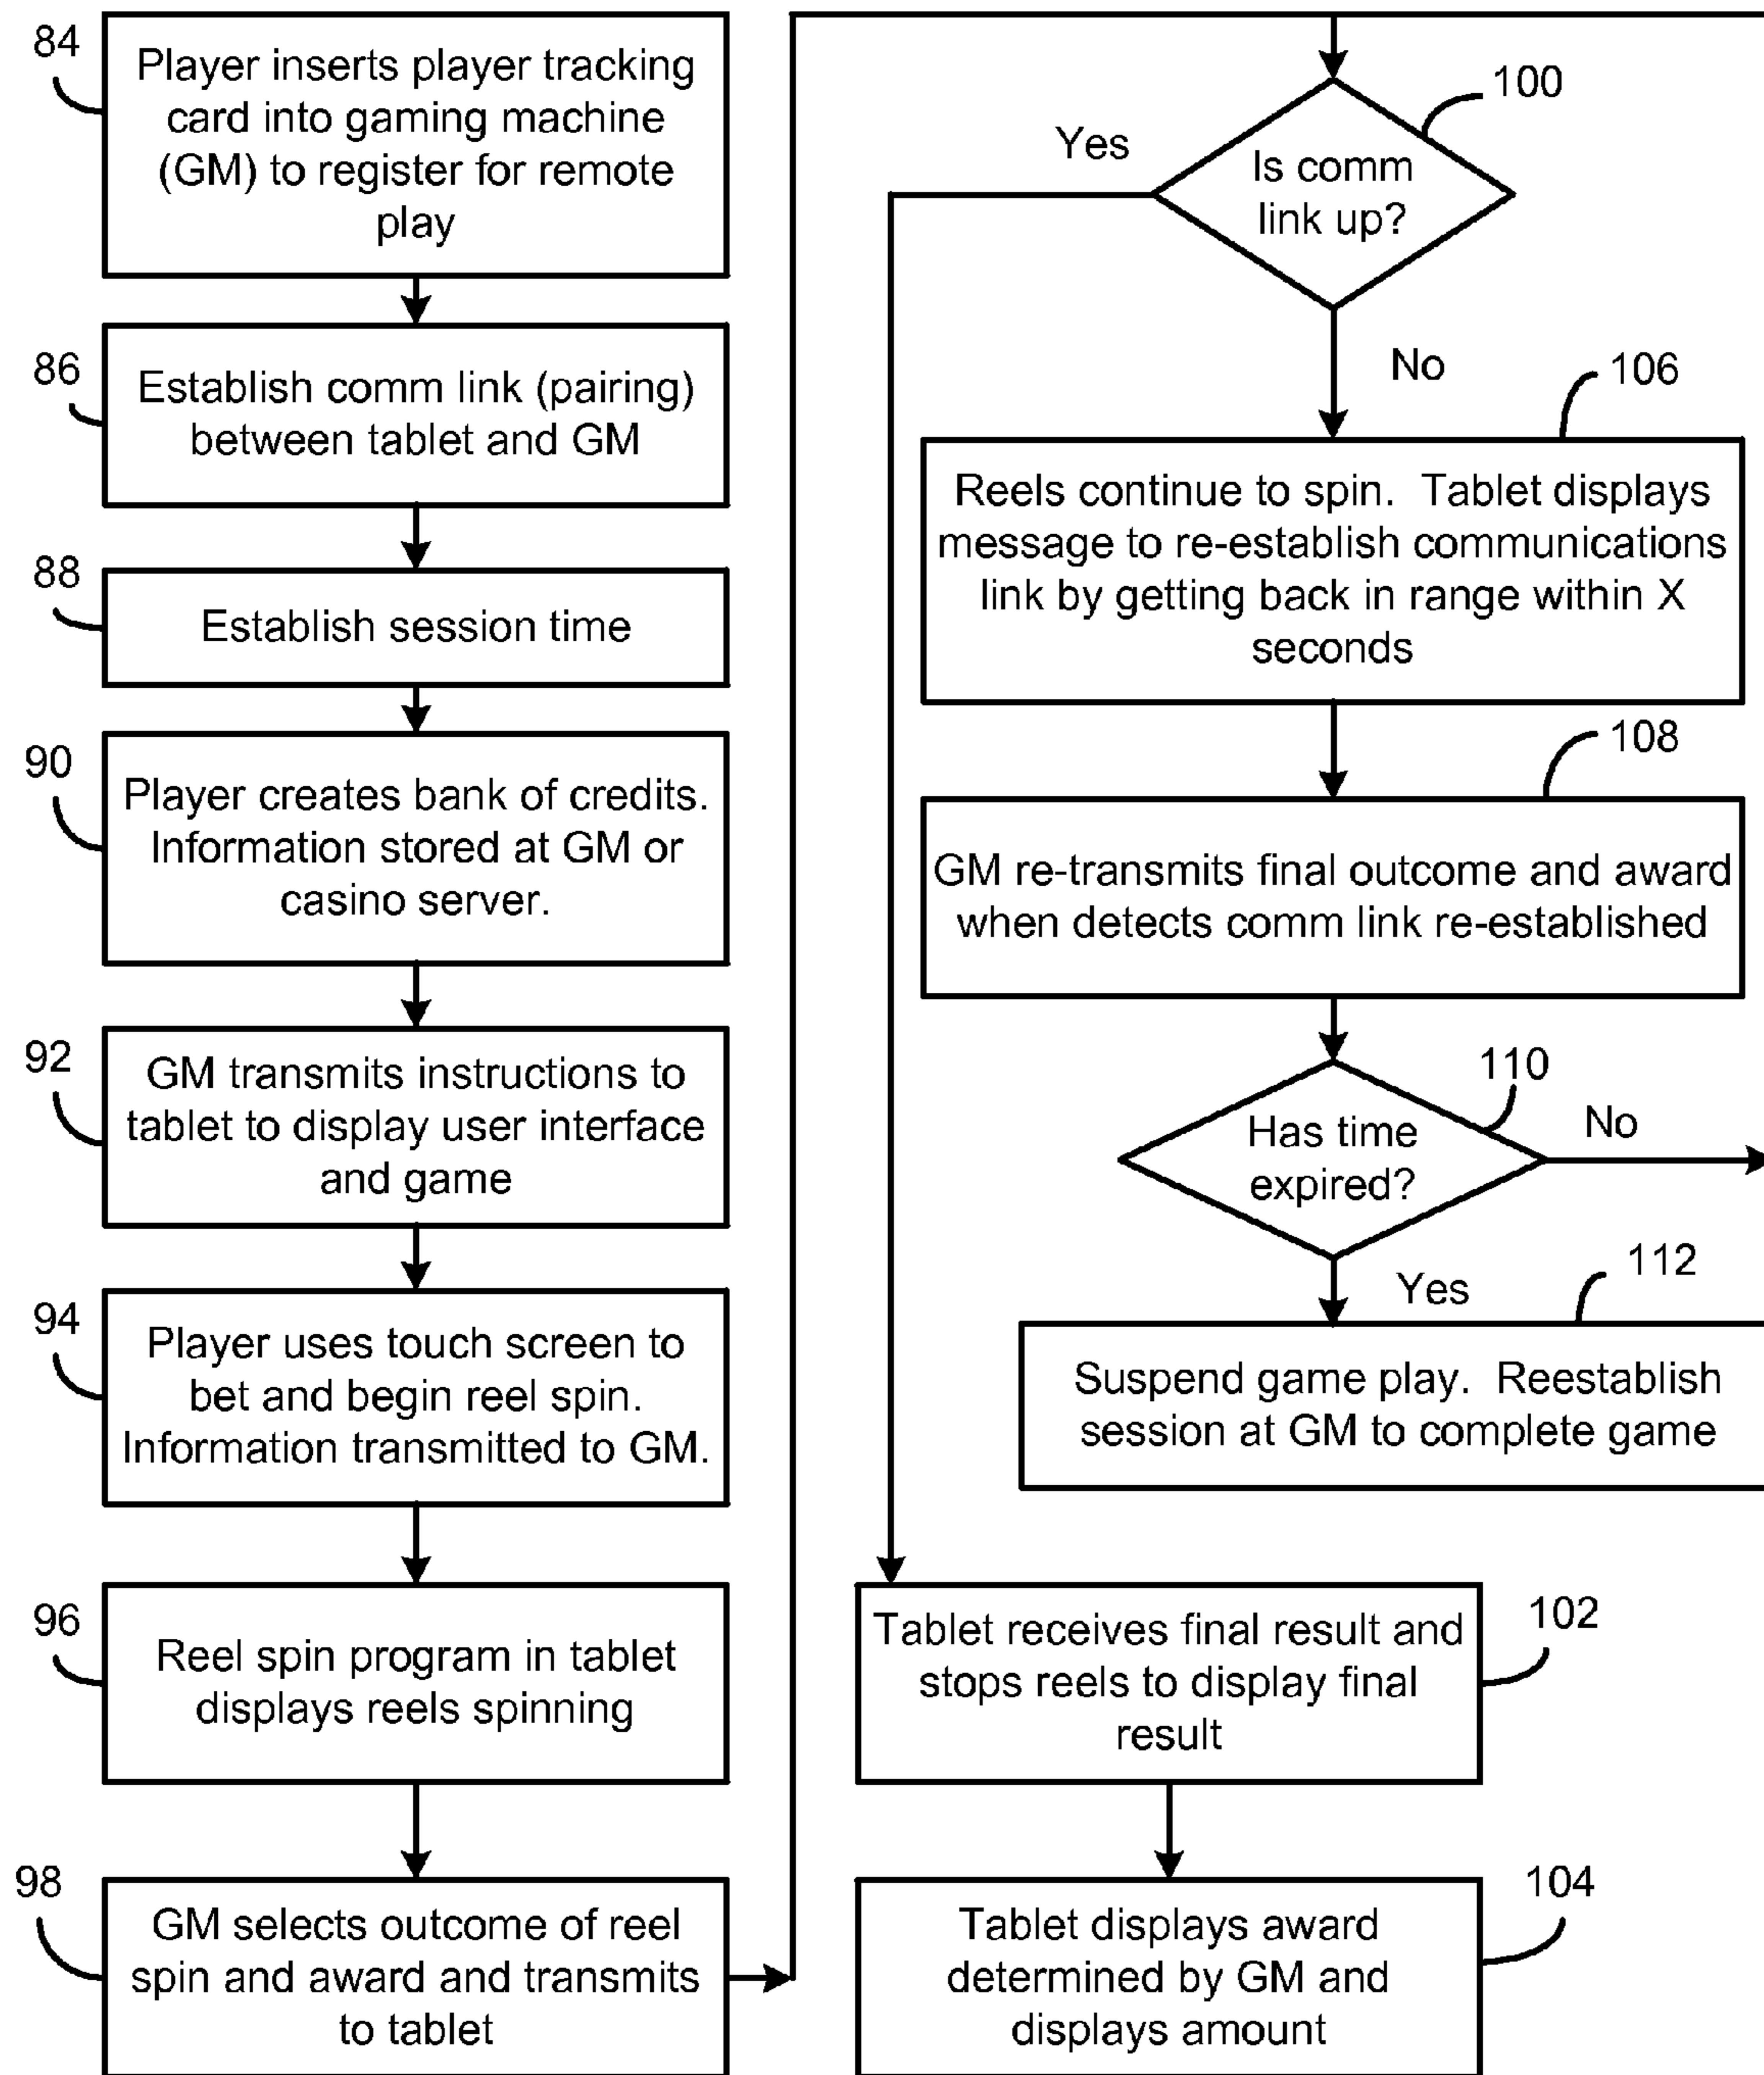 84
Player inserts player tracking
card into gaming machine
(GM) to register for remote
play
86
Establish comm link (pairing)
between tablet and GM
88
Establish session time
90
Player creates bank of credits.
Information stored at GM or
casino server.
92
GM transmits instructions to
tablet to display user interface
and game
94
Player uses touch screen to
bet and begin reel spin.
Information transmitted to GM.
96
Reel spin program in tablet
displays reels spinning
98
GM selects outcome of reel
spin and award and transmits
to tablet
100
Is comm
link up?
Yes
No
106
Reels continue to spin.  Tablet displays
message to re-establish communications
link by getting back in range within X
seconds
108
GM re-transmits final outcome and award
when detects comm link re-established
110
Has time
expired?
No
Yes
112
Suspend game play.  Reestablish
session at GM to complete game
102
Tablet receives final result and
stops reels to display final
result
104
Tablet displays award
determined by GM and
displays amount